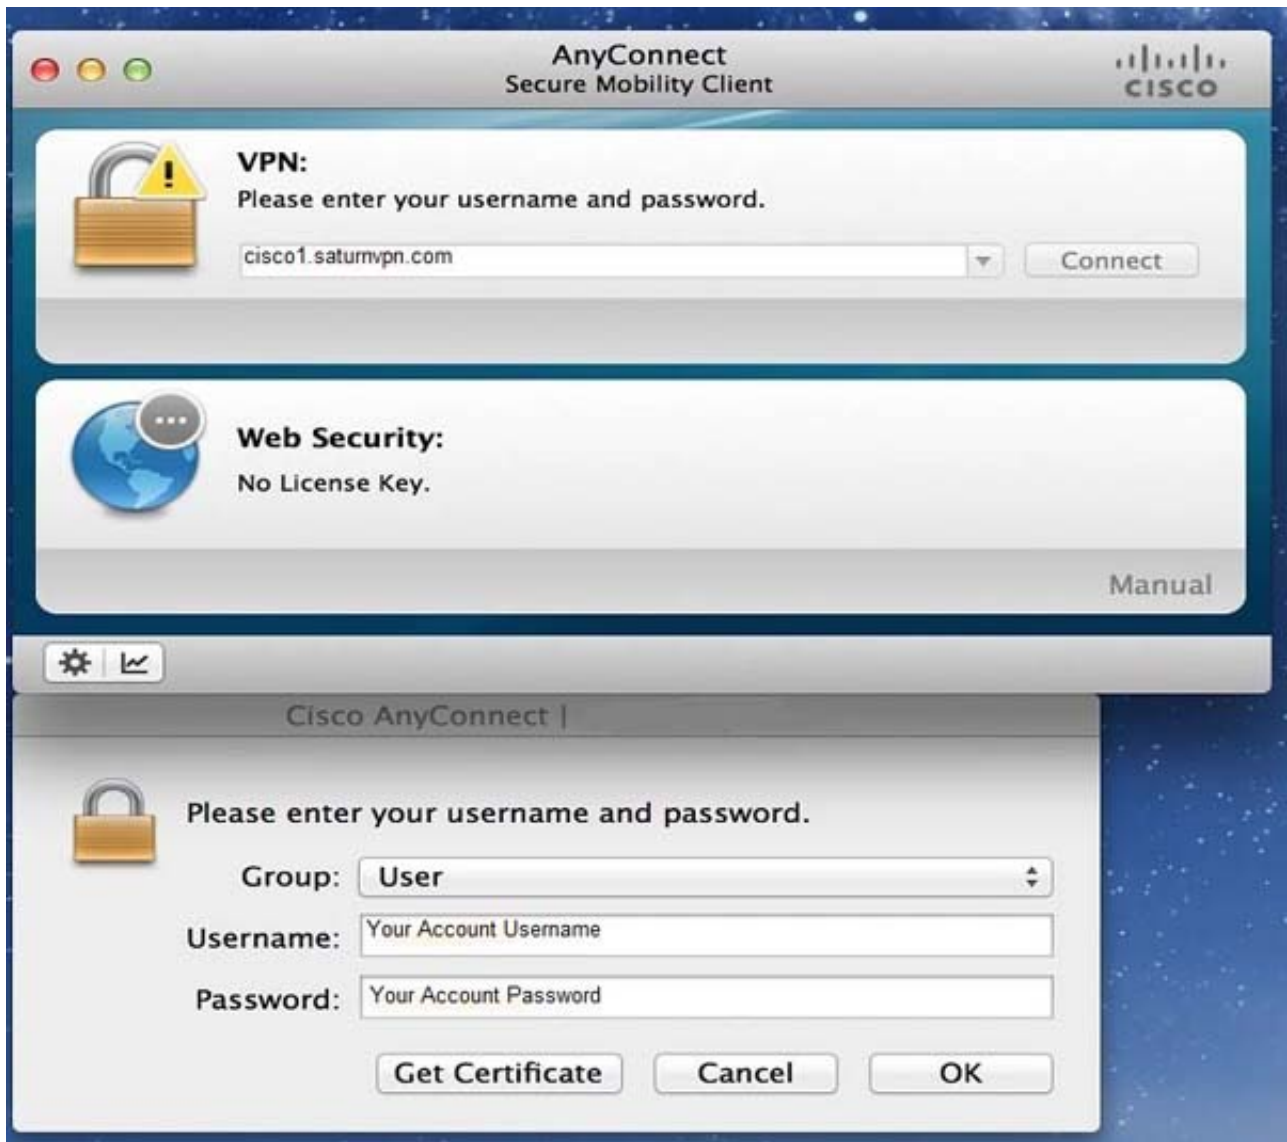 AnyConnect
Secure Mobility Client
CISCO
VPN:
Please enter your username and password.
cisco1.saturnvpn.com
Connect
Web Security:
No License Key.
Manual
Cisco AnyConnect |
Please enter your username and password.
Group: User
Username: Your Account Username
Password: Your Account Password
Get Certificate Cancel OK